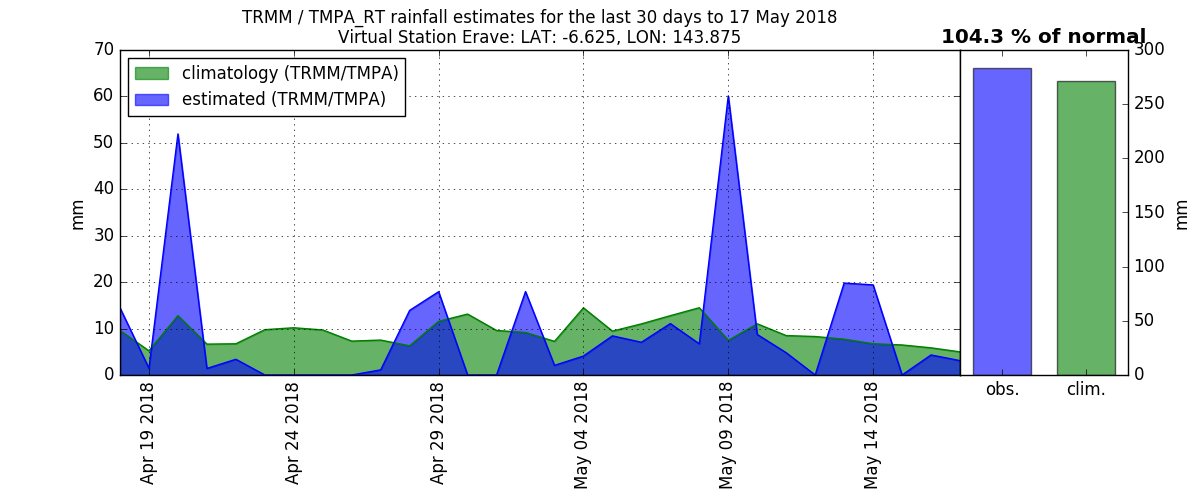 TRMM / TMPA_RT rainfall estimates for the last 30 days to 17 May 2018
Virtual Station Erave: LAT: -6.625, LON: 143.875
104.3 % of normal
climatology (TRMM/TMPA)
estimated (TRMM/TMPA)
70
60
50
40
30
20
10
0
mm
Apr 19 2018
Apr 24 2018
Apr 29 2018
May 04 2018
May 09 2018
May 14 2018
300
250
200
150
100
50
0
mm
obs.
clim.